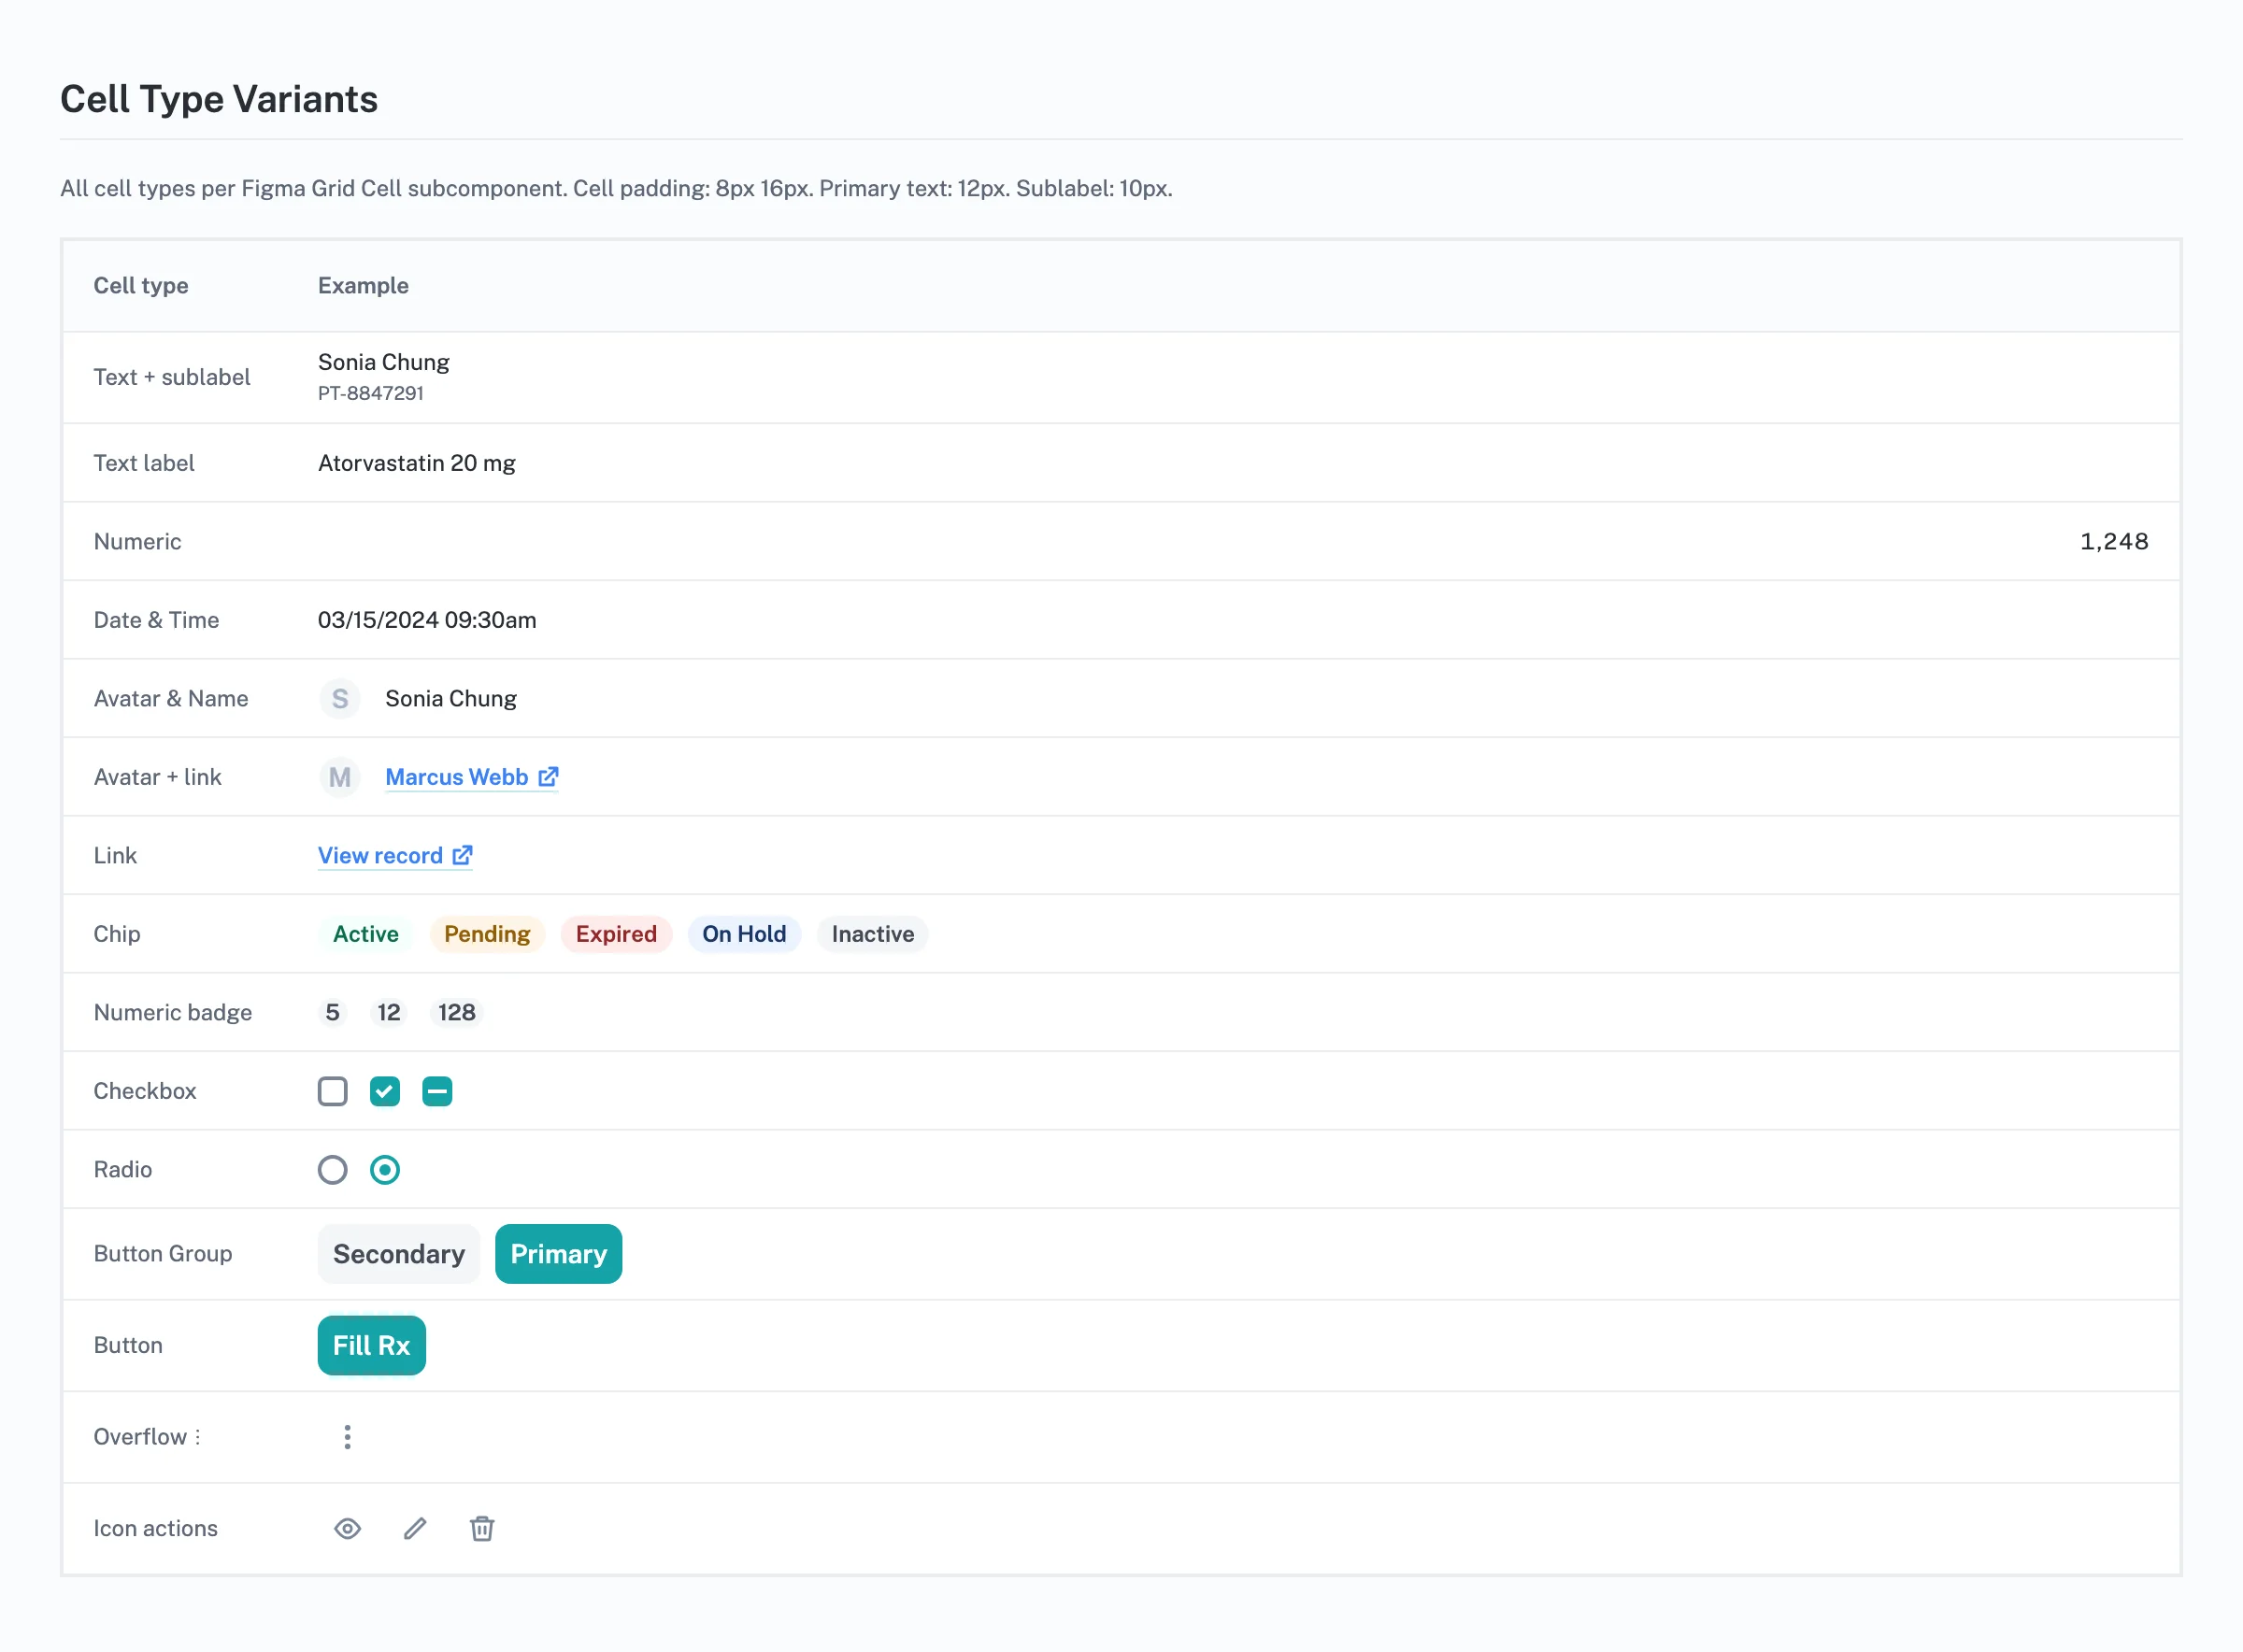 Cell Type Variants
All cell types per Figma Grid Cell subcomponent. Cell padding: 8px 16px. Primary text: 12px. Sublabel: 10px.
Cell type Example
Text + sublabel Sonia Chung
PT-8847291
Text label Atorvastatin 20 mg
Numeric 1,248
Date & Time 03/15/2024 09:30am
Avatar & Name S Sonia Chung
Avatar + link M Marcus Webb
Link View record
Chip Active Pending Expired On Hold Inactive
Numeric badge 5 12 128
Checkbox
Radio
Button Group Secondary Primary
Button Fill Rx
Overflow ⋮
Icon actions